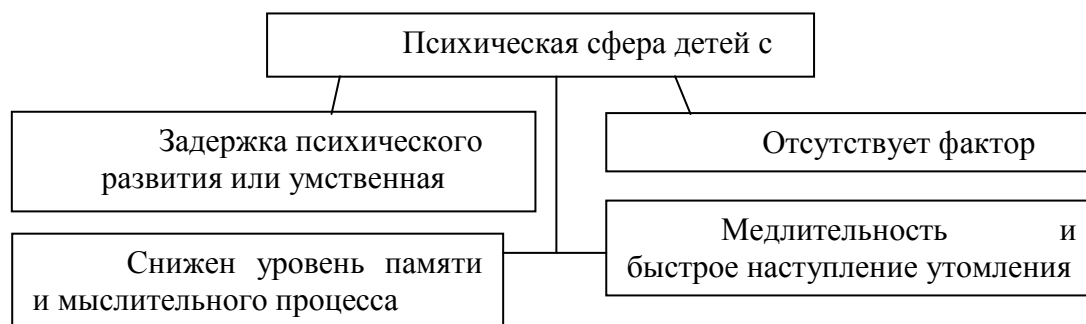 Психическая сфера детей с
Задержка психического
развития или умственная
Отсутствует фактор
Снижен уровень памяти
и мыслительного процесса
Медлительность и
быстрое наступление утомления